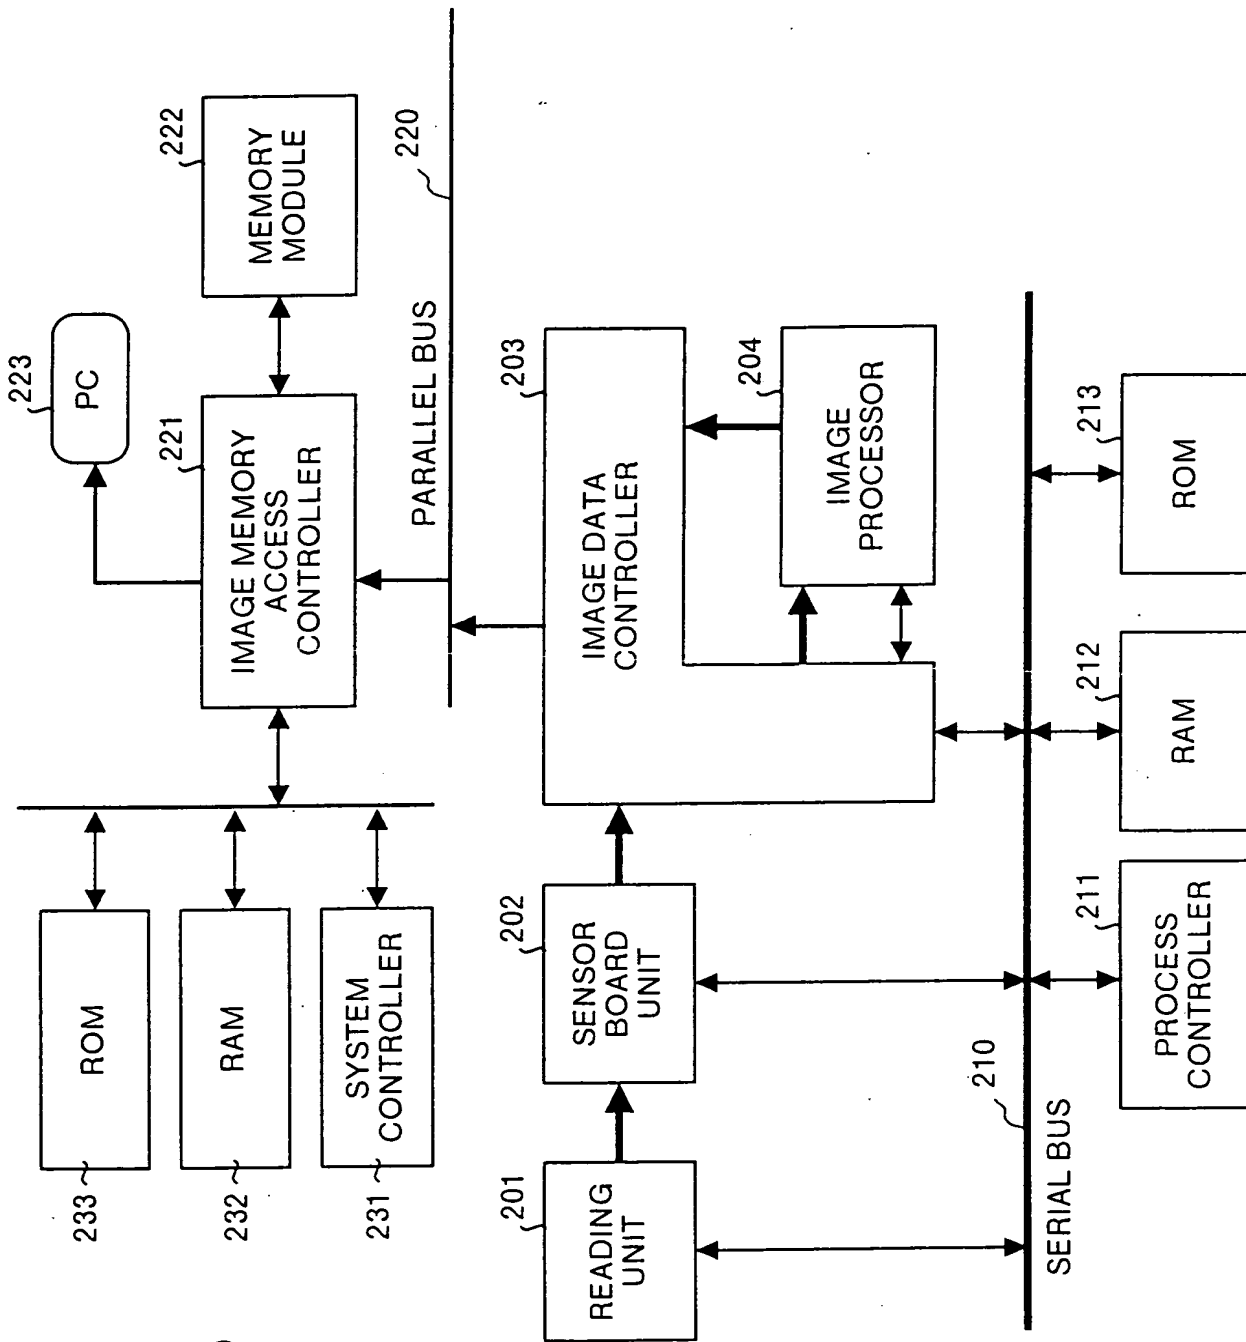 233
ROM
232
RAM
231
SYSTEM
CONTROLLER
223
PC
221
IMAGE MEMORY
ACCESS
CONTROLLER
222
MEMORY
MODULE
PARALLEL BUS
220
201
READING
UNIT
202
SENSOR
BOARD
UNIT
203
IMAGE DATA
CONTROLLER
204
IMAGE
PROCESSOR
SERIAL BUS
210
211
PROCESS
CONTROLLER
212
RAM
213
ROM